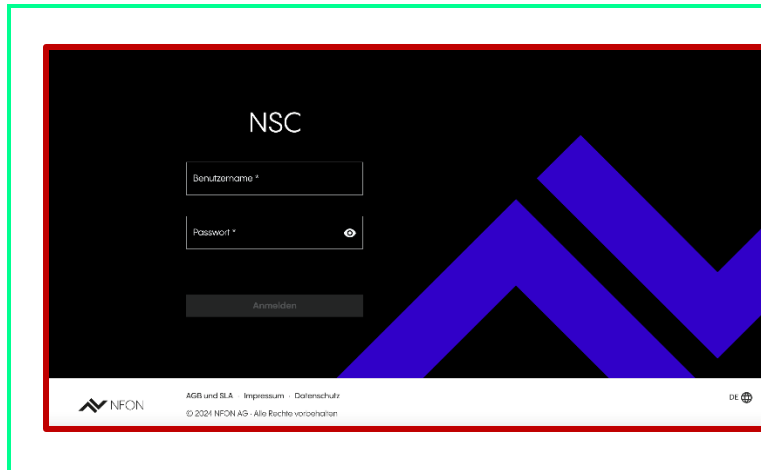 NSC
Benutzername *
Passwort *
Anmelden
NFON
AGB und SLA · Impressum · Datenschutz
© 2024 NFON AG - Alle Rechte vorbehalten
DE